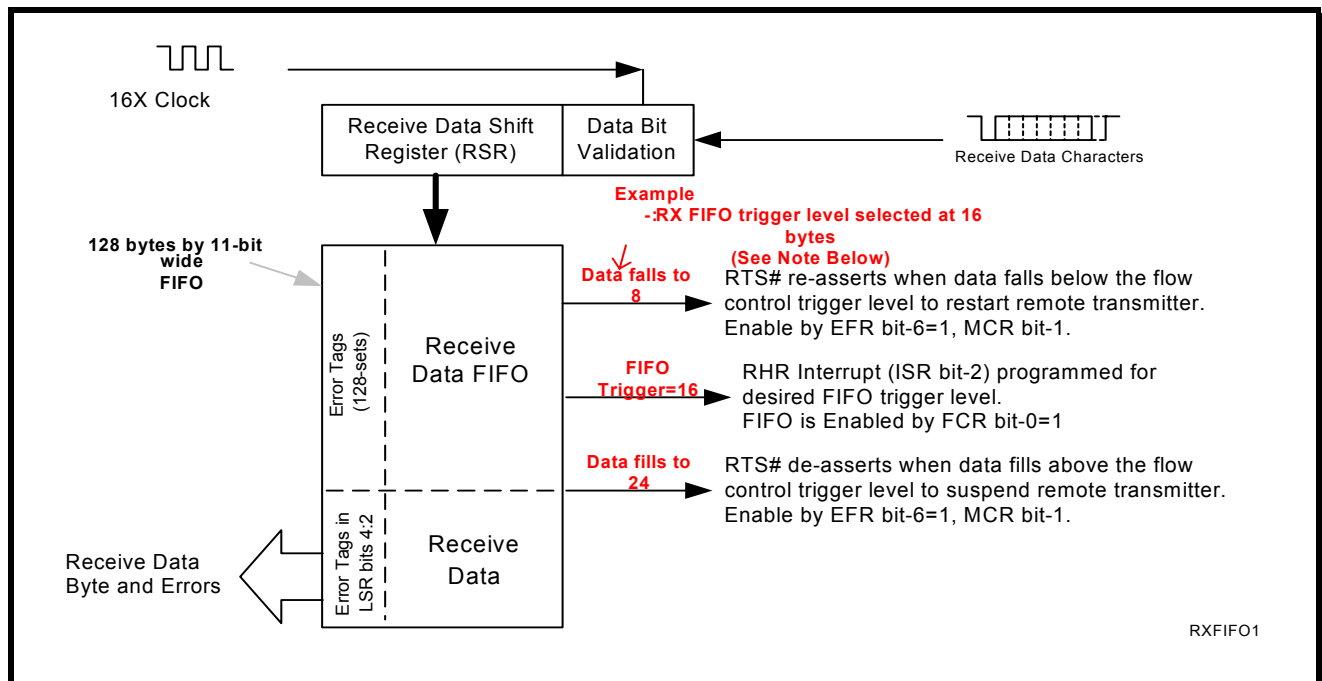 16X Clock
Receive Data Shift
Register (RSR)
Data Bit
Validation
Receive Data Characters
Example
-:RX FIFO trigger level selected at 16
bytes
(See Note Below)
128 bytes by 11-bit
wide
FIFO
Error Tags
(128-sets)
Receive
Data FIFO
Data falls to
8
RTS# re-asserts when data falls below the flow
control trigger level to restart remote transmitter.
Enable by EFR bit-6=1, MCR bit-1.
FIFO
Trigger=16
RHR Interrupt (ISR bit-2) programmed for
desired FIFO trigger level.
FIFO is Enabled by FCR bit-0=1
Data fills to
24
RTS# de-asserts when data fills above the flow
control trigger level to suspend remote transmitter.
Enable by EFR bit-6=1, MCR bit-1.
Error Tags in
LSR bits 4:2
Receive
Data
Receive Data
Byte and Errors
RXFIFO1